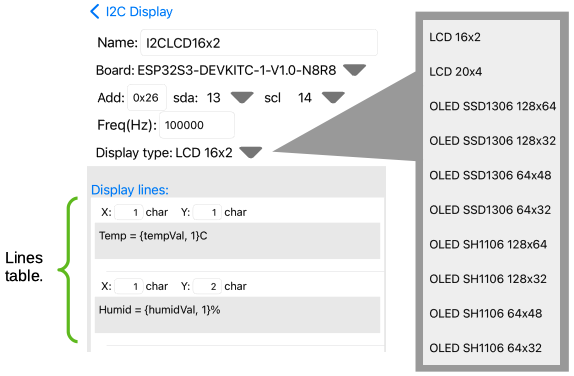 I2C Display
Name: I2CLCD16x2
Board: ESP32S3-DEVKITC-1-V1.0-N8R8
Add: 0x26 sda: 13 scl 14
Freq(Hz): 100000
Display type: LCD 16x2
Display lines:
X: 1 char Y: 1 char
Temp = {tempVal, 1}C
X: 1 char Y: 2 char
Humid = {humidVal, 1}%
Lines
table.
LCD 16x2
LCD 20x4
OLED SSD1306 128x64
OLED SSD1306 128x32
OLED SSD1306 64x48
OLED SSD1306 64x32
OLED SH1106 128x64
OLED SH1106 128x32
OLED SH1106 64x48
OLED SH1106 64x32